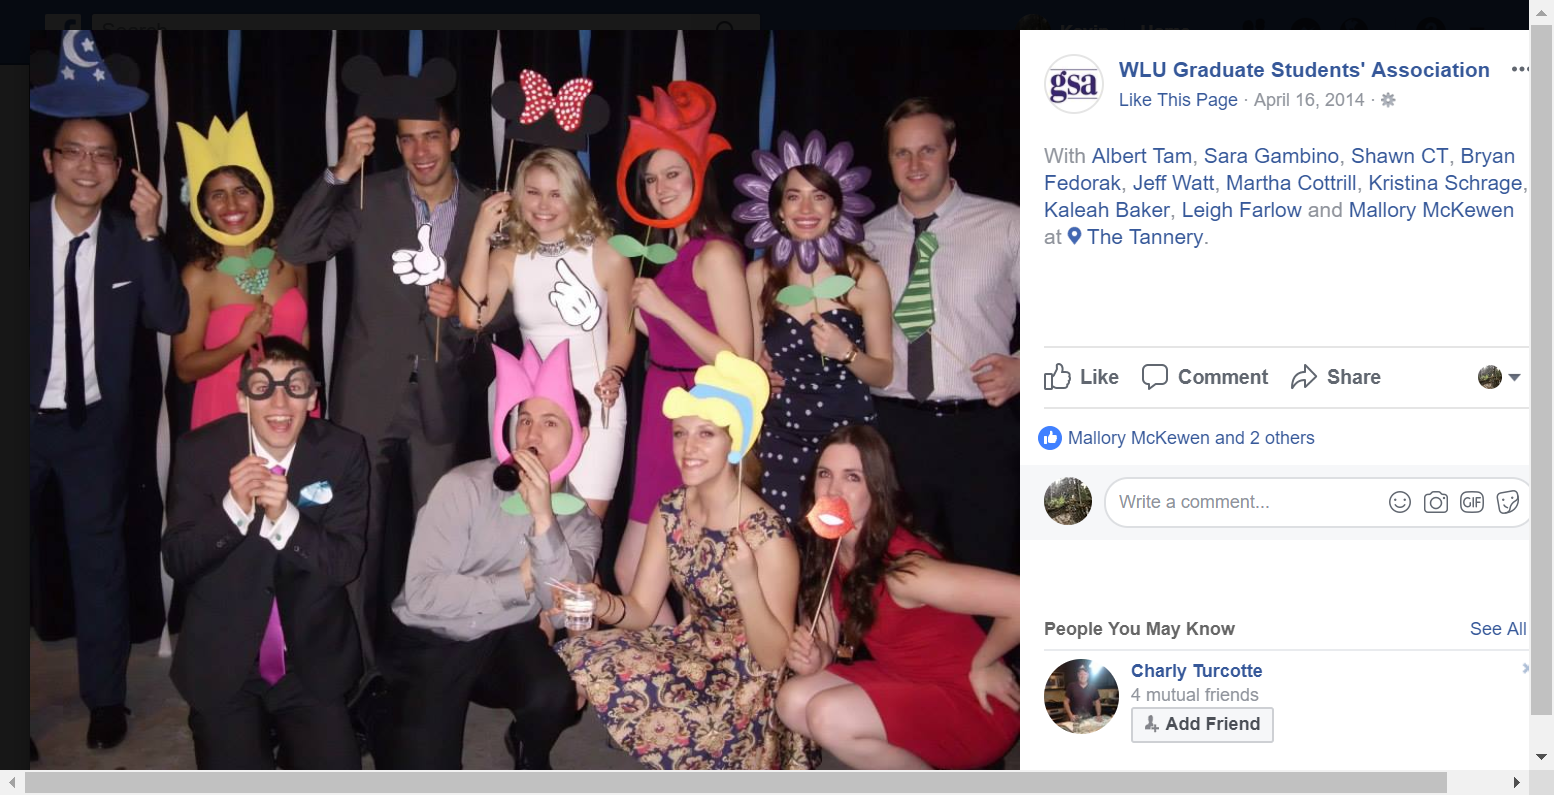 Search
gsa
WLU Graduate Students' Association
Like This Page · April 16, 2014 ·
With Albert Tam, Sara Gambino, Shawn CT, Bryan
Fedorak, Jeff Watt, Martha Cottrill, Kristina Schrage,
Kaleah Baker, Leigh Farlow and Mallory McKewen
at The Tannery.
Like Comment Share
Mallory McKewen and 2 others
Write a comment...
GIF
People You May Know See All
Charly Turcotte
4 mutual friends
Add Friend